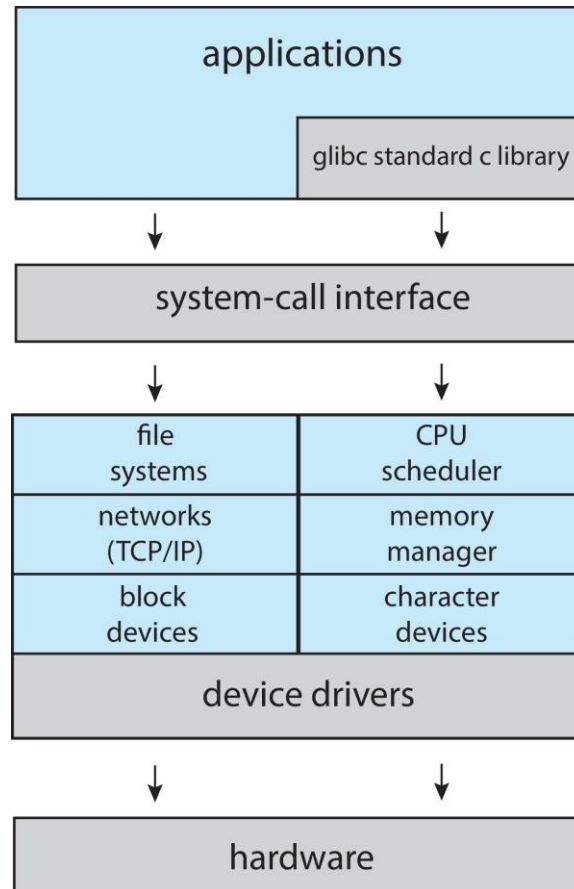 applications
glibc standard c library
system-call interface
file
systems
CPU
scheduler
networks
(TCP/IP)
memory
manager
block
devices
character
devices
device drivers
hardware